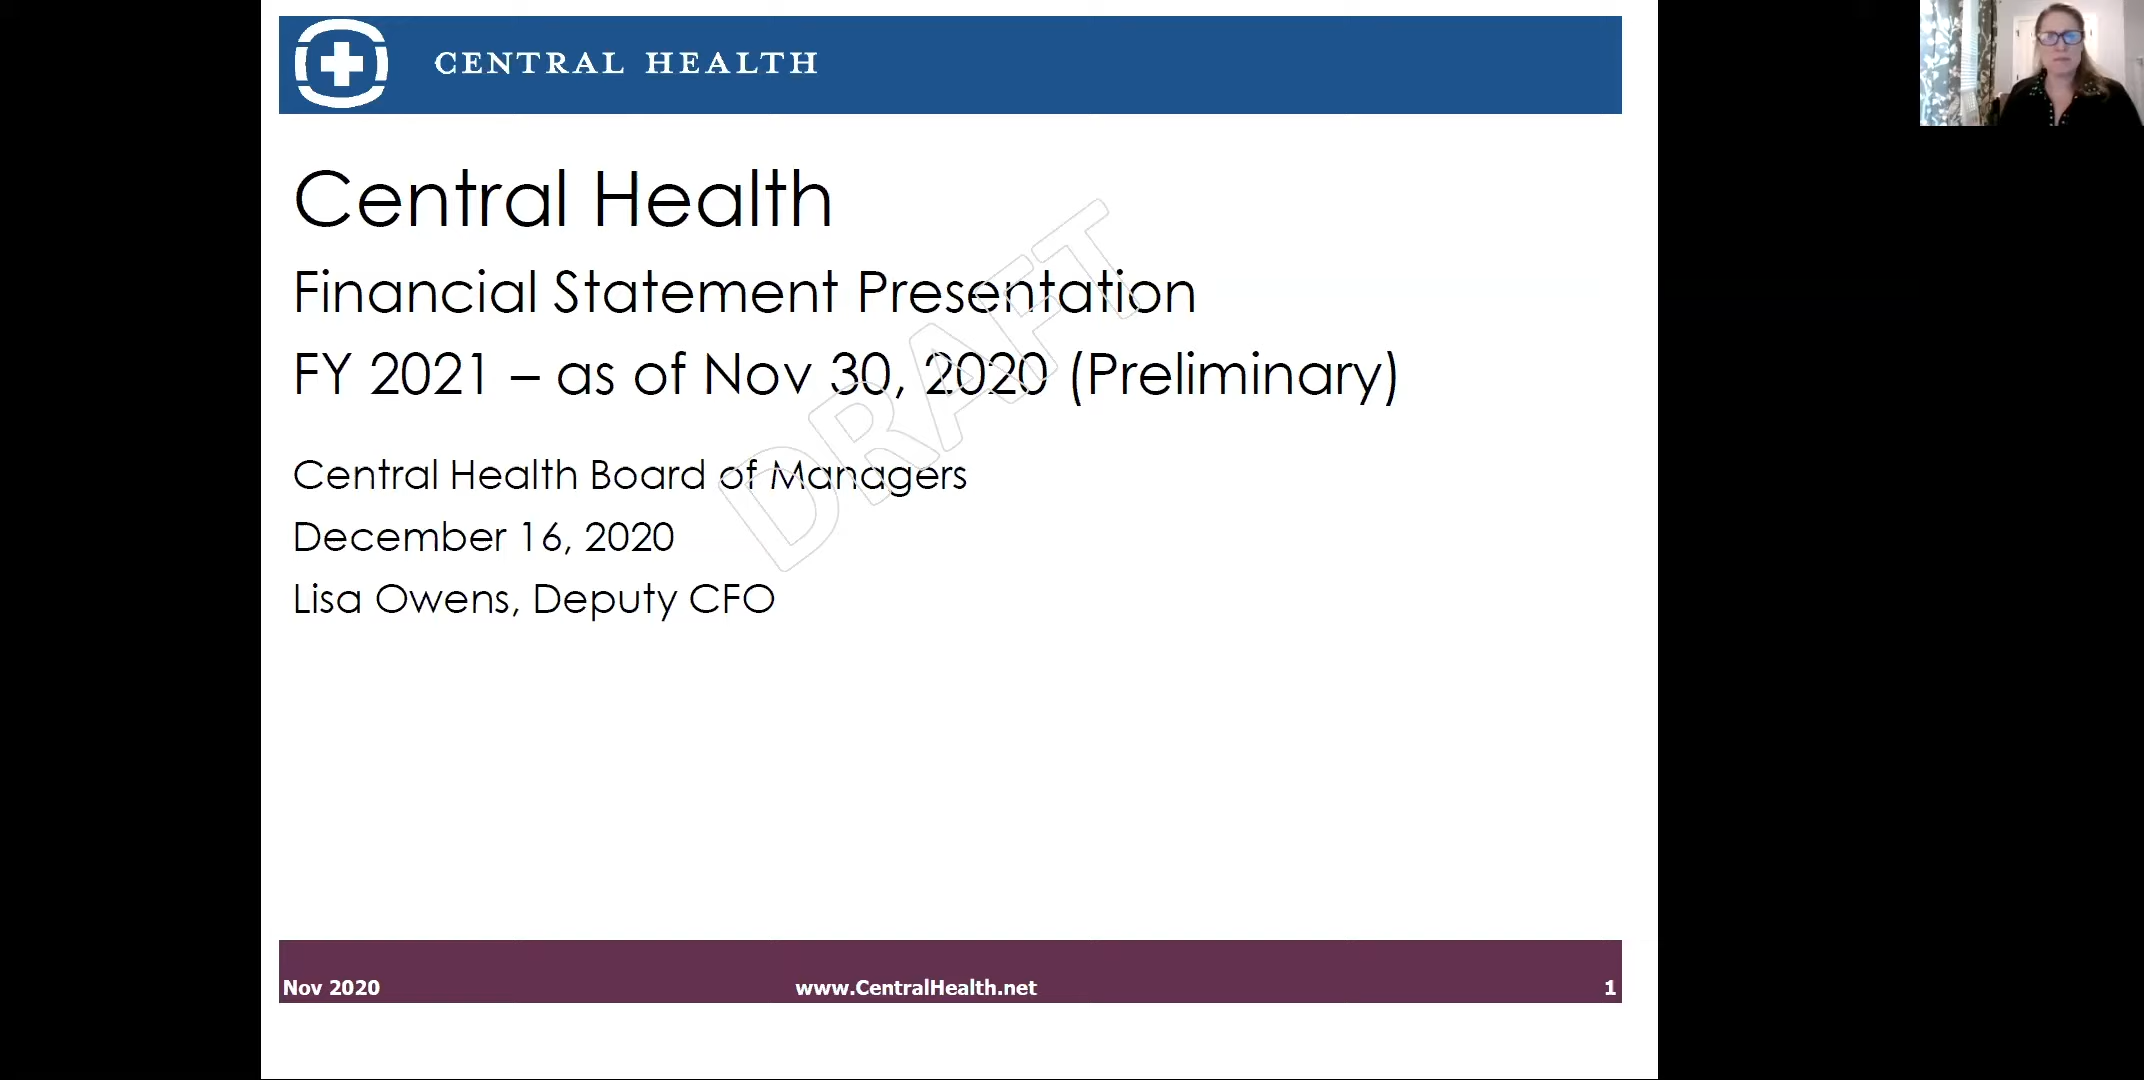 CENTRAL HEALTH
Central Health
Financial Statement Presentation
FY 2021 – as of Nov 30, 2020 (Preliminary)
DRAFT
Central Health Board of Managers
December 16, 2020
Lisa Owens, Deputy CFO
Nov 2020 www.CentralHealth.net 1